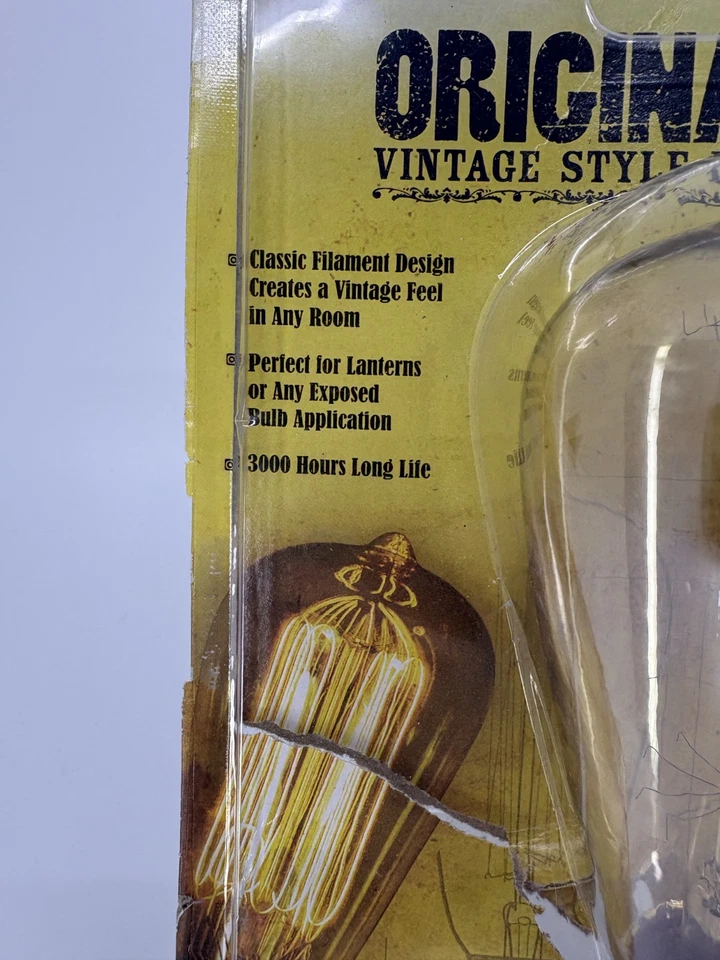 ORIGINA
VINTAGE STYLE
Classic Filament Design
Creates a Vintage Feel
in Any Room
Perfect for Lanterns
or Any Exposed
Bulb Application
3000 Hours Long Life